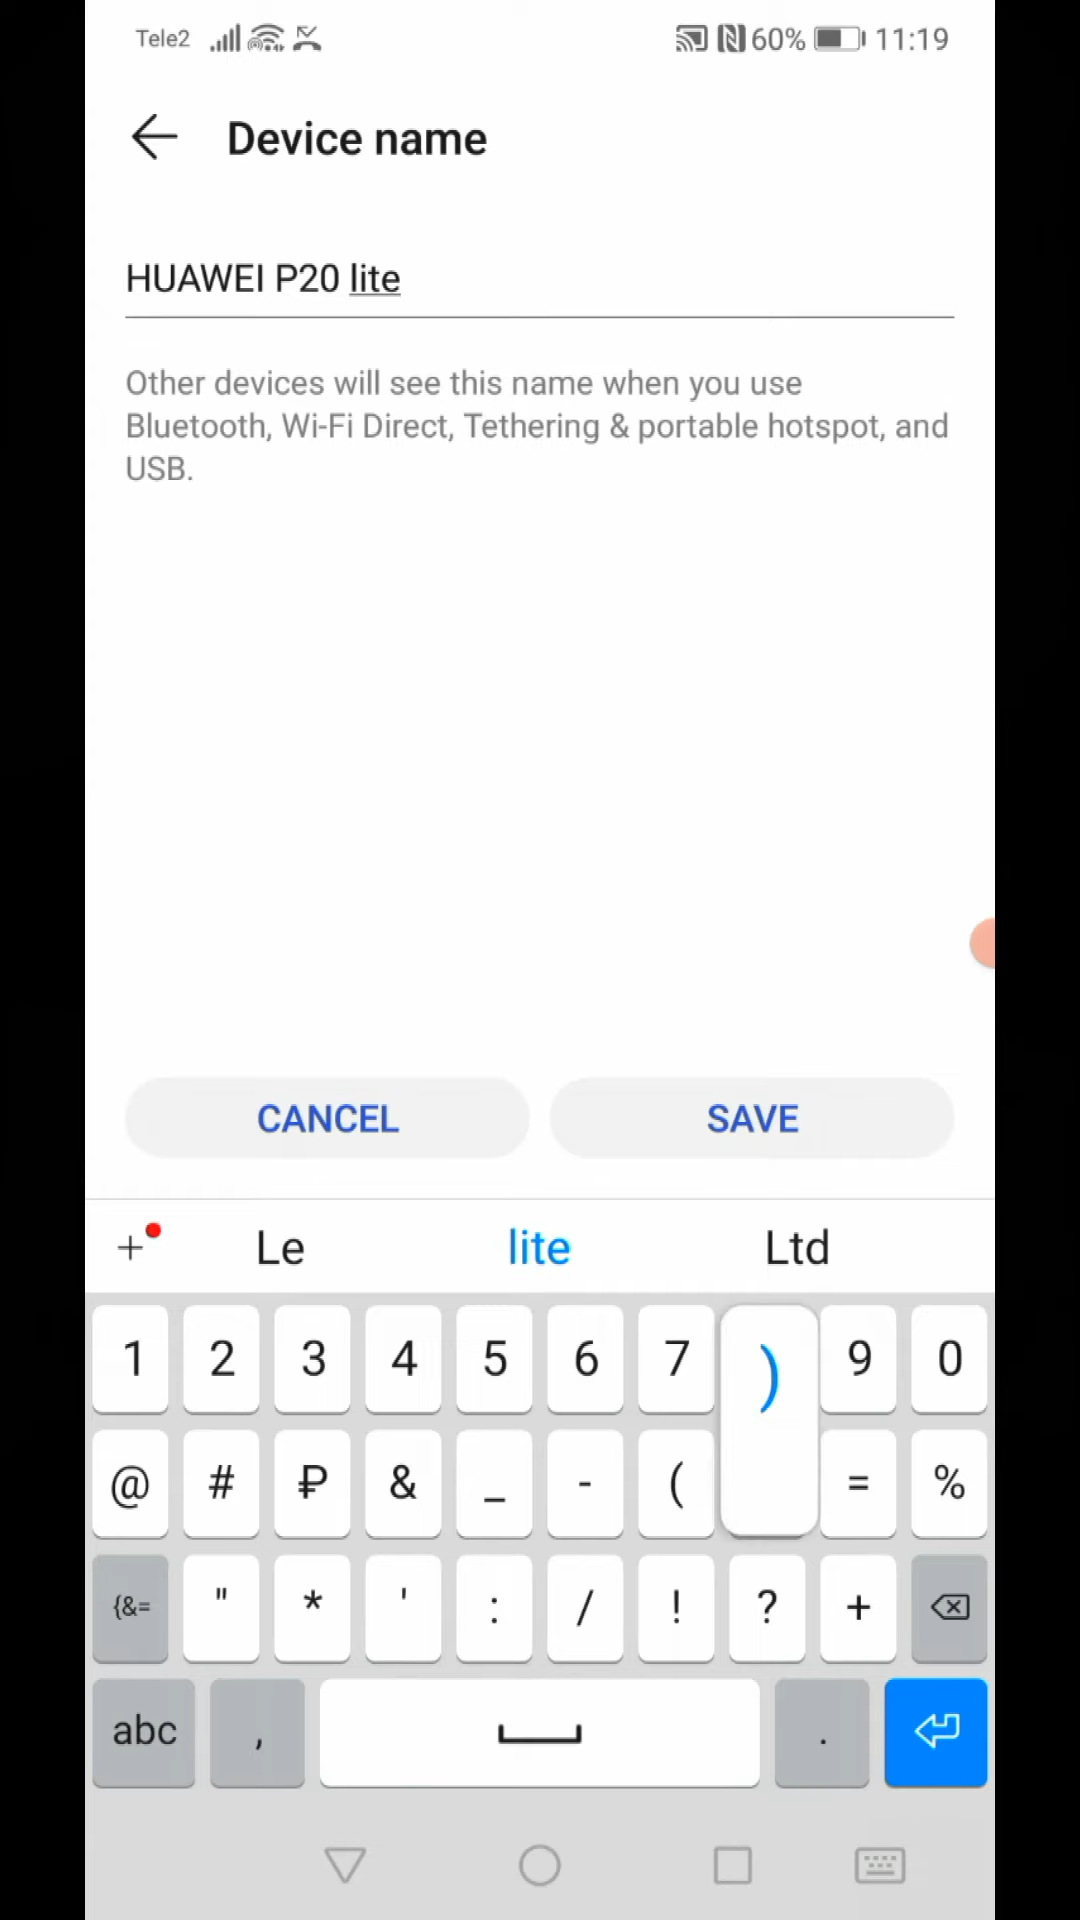 Tele2 60% 11:19
Device name
HUAWEI P20 lite
Other devices will see this name when you use
Bluetooth, Wi-Fi Direct, Tethering & portable hotspot, and
USB.
CANCEL SAVE
+ Le lite Ltd
1 2 3 4 5 6 7 ) 9 0
@ # ₽ & _ - ( = %
{&= " * ' : / ! ? +
abc , .